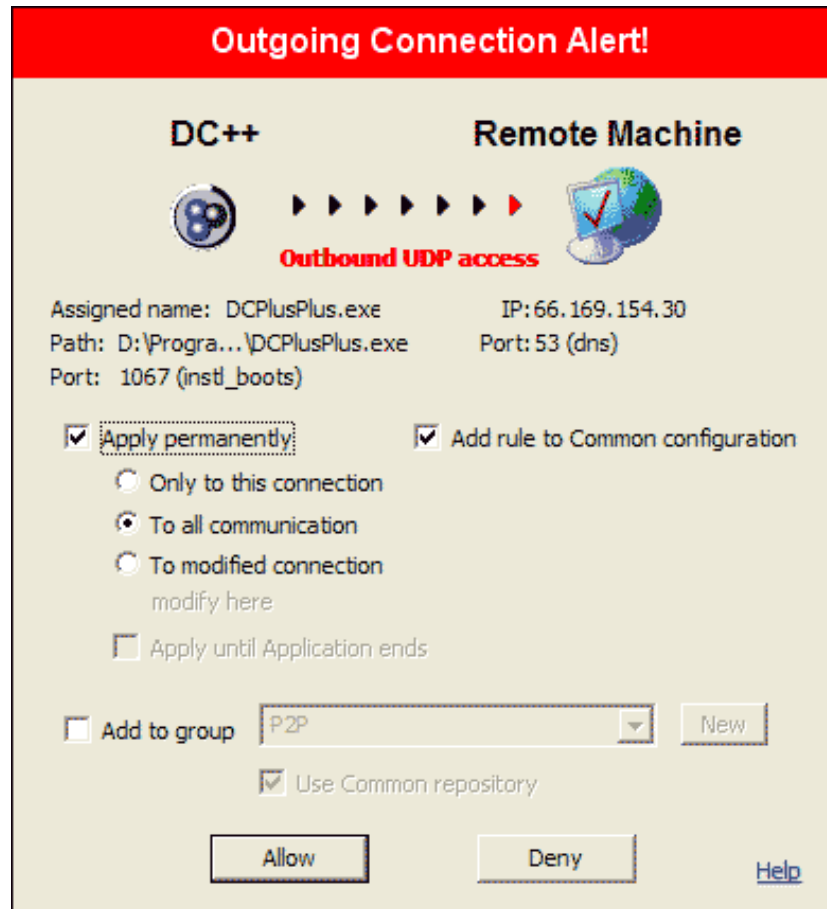 Outgoing Connection Alert!
DC++ Remote Machine
Outbound UDP access
Assigned name: DCPlusPlus.exe IP:66.169.154.30
Path: D:\Progra...\DCPlusPlus.exe Port:53 (dns)
Port: 1067 (instl_boots)
Apply permanently Add rule to Common configuration
Only to this connection
To all communication
To modified connection
modify here
Apply until Application ends
Add to group P2P New
Use Common repository
Allow Deny Help